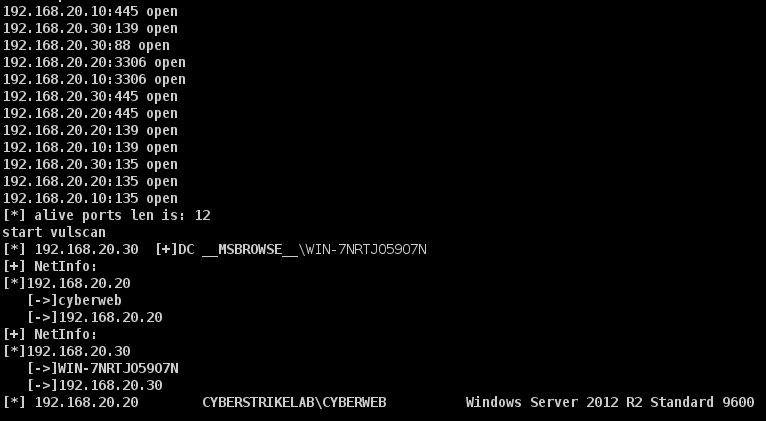 192.168.20.10:445 open
192.168.20.30:139 open
192.168.20.30:88 open
192.168.20.20:3306 open
192.168.20.10:3306 open
192.168.20.30:445 open
192.168.20.20:445 open
192.168.20.20:139 open
192.168.20.10:139 open
192.168.20.30:135 open
192.168.20.20:135 open
192.168.20.10:135 open
[*] alive ports len is: 12
start vulscan
[*] 192.168.20.30  [+]DC __MSBROWSE__\WIN-7NRTJO59O7N
[+] NetInfo:
[*]192.168.20.20
   [->]cyberweb
   [->]192.168.20.20
[+] NetInfo:
[*]192.168.20.30
   [->]WIN-7NRTJO59O7N
   [->]192.168.20.30
[*] 192.168.20.20        CYBERSTRIKELAB\CYBERWEB          Windows Server 2012 R2 Standard 9600